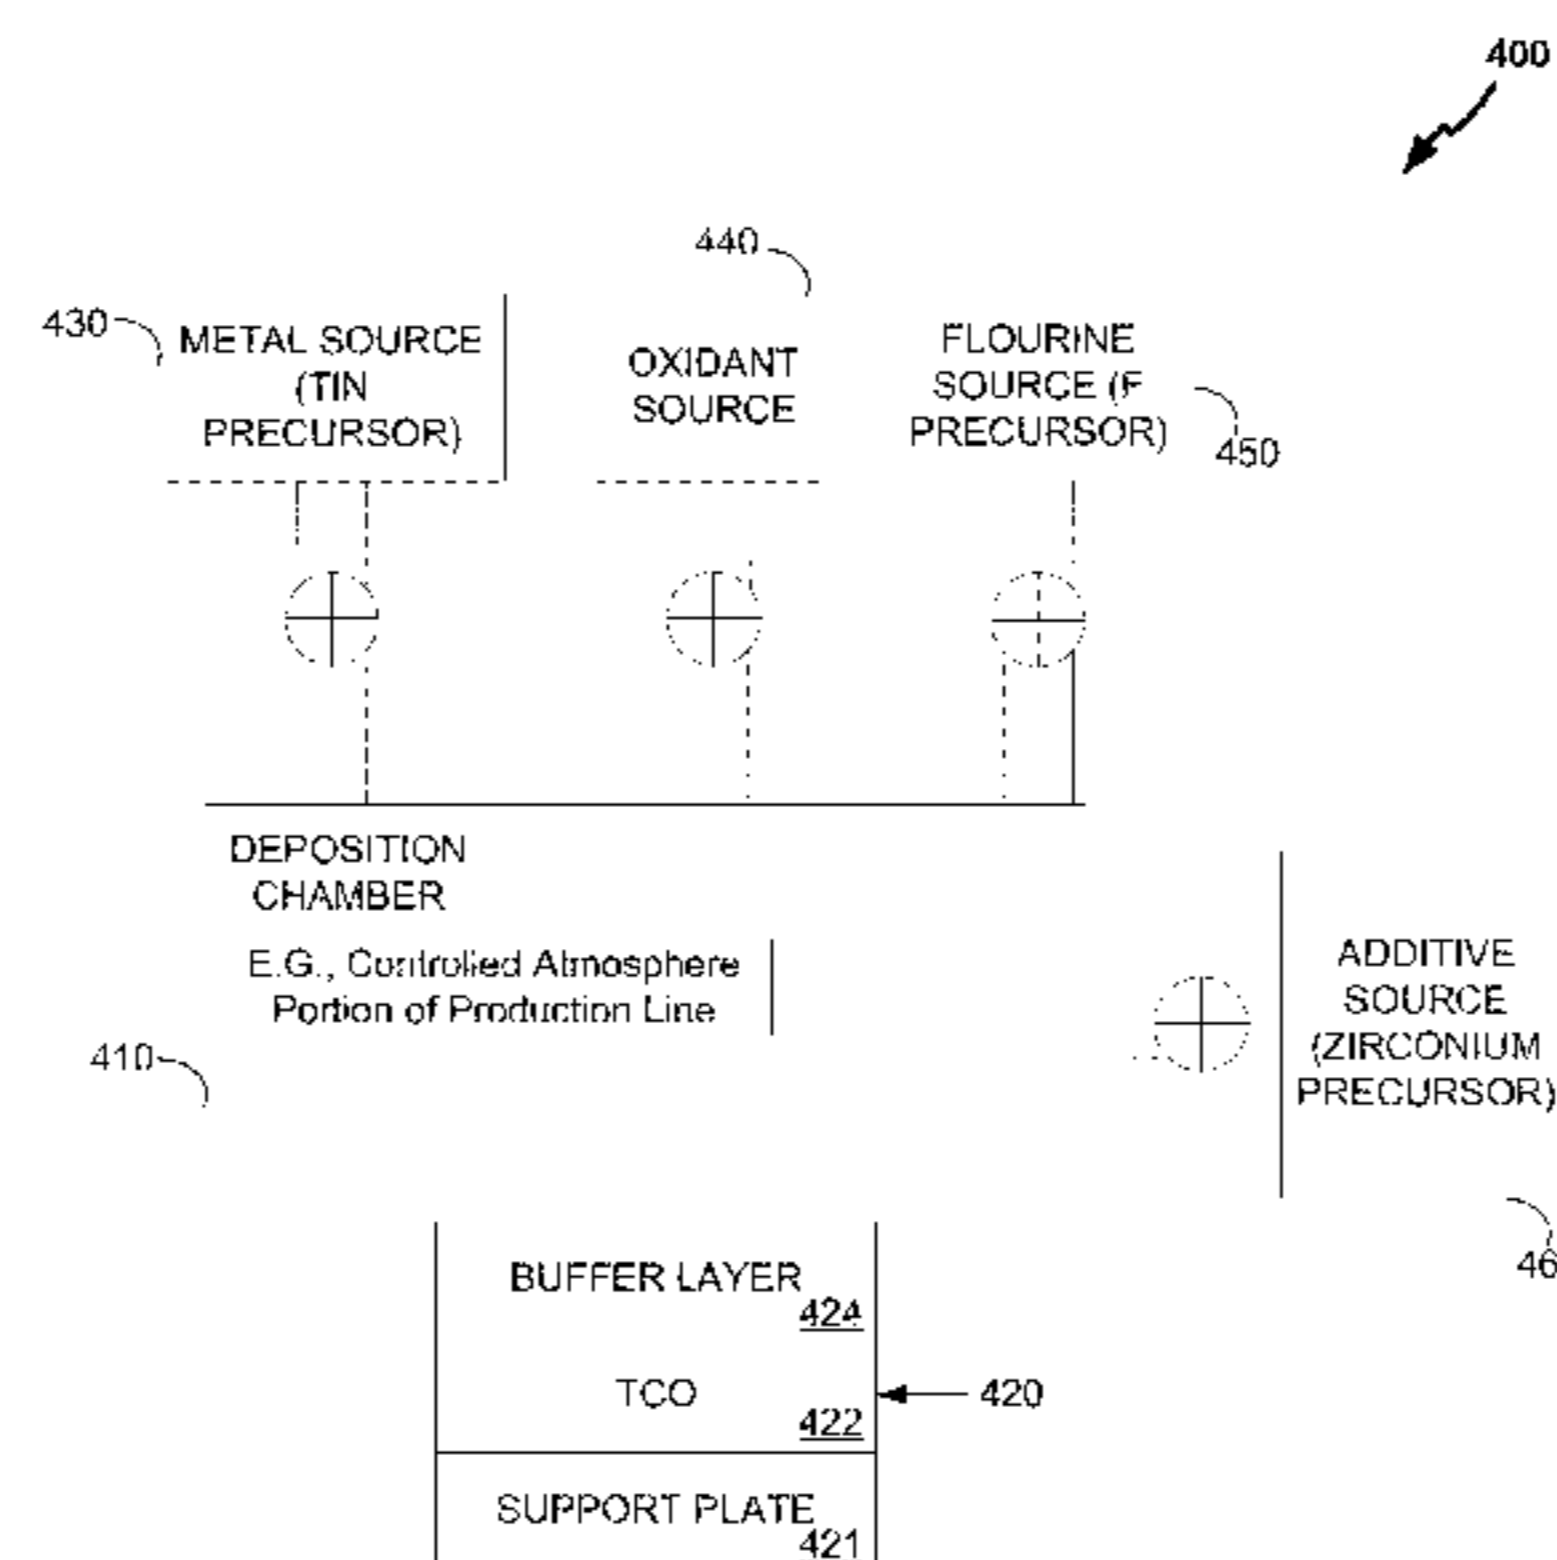 400
440
430
METAL SOURCE
(TIN
PRECURSOR)
OXIDANT
SOURCE
FLOURINE
SOURCE (F
PRECURSOR)
450
DEPOSITION
CHAMBER
E.G., Controlled Atmosphere
Portion of Production Line
410
ADDITIVE
SOURCE
(ZIRCONIUM
PRECURSOR)
46
BUFFER LAYER
424
TCO
422
420
SUPPORT PLATE
421